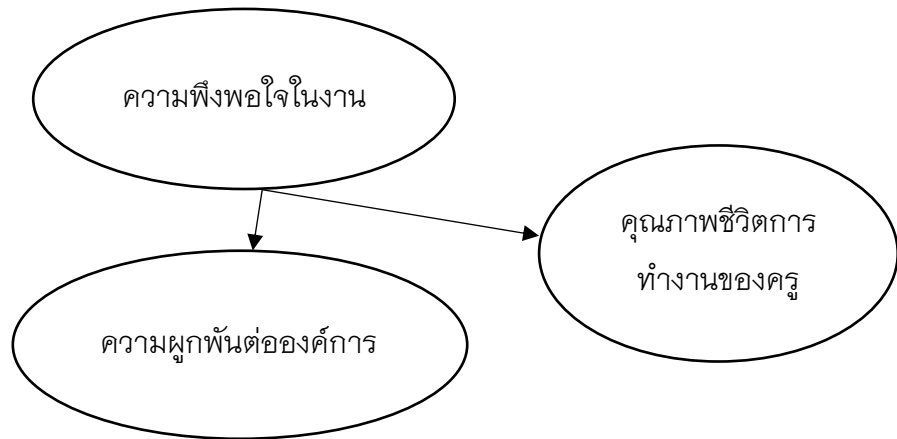 ความพึงพอใจในงาน
คุณภาพชีวิตการ
ทำงานของครู
ความผูกพันต่อองค์การ